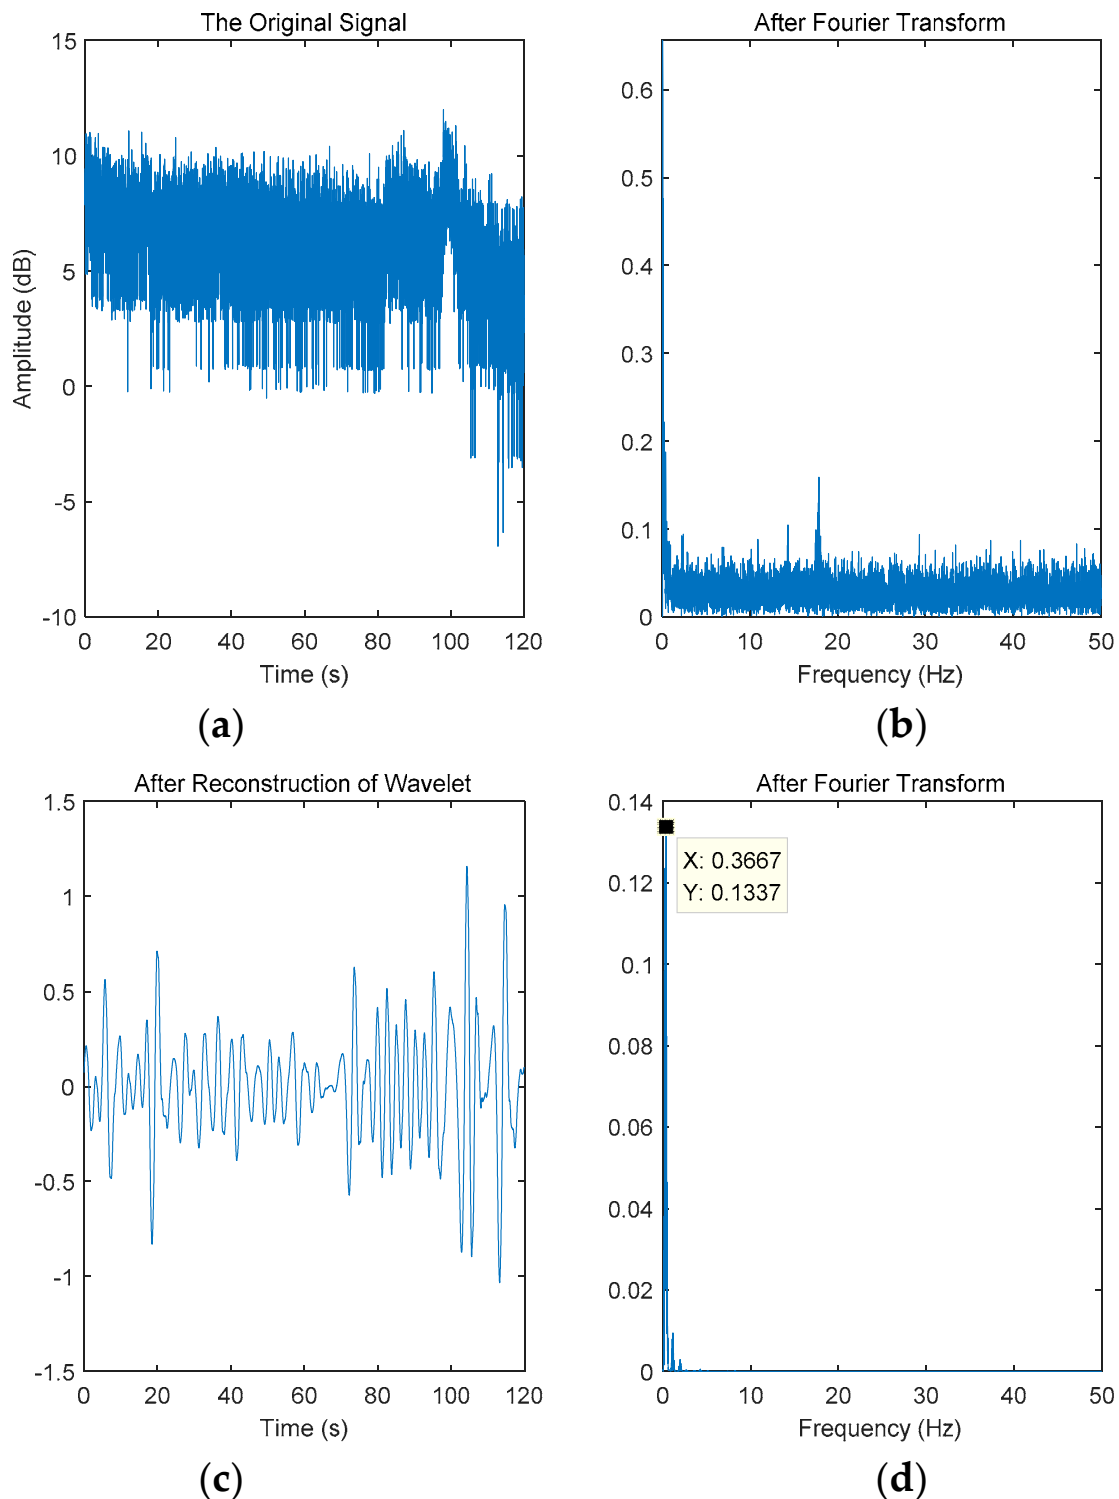 The Original Signal
15
10
5
0
-5
-10
Amplitude (dB)
0 20 40 60 80 100 120
Time (s)
(a)
After Fourier Transform
0.6
0.5
0.4
0.3
0.2
0.1
0
0 10 20 30 40 50
Frequency (Hz)
(b)
After Reconstruction of Wavelet
1.5
1
0.5
0
-0.5
-1
-1.5
0 20 40 60 80 100 120
Time (s)
(c)
After Fourier Transform
0.14
0.12
0.1
0.08
0.06
0.04
0.02
0
X: 0.3667
Y: 0.1337
0 10 20 30 40 50
Frequency (Hz)
(d)